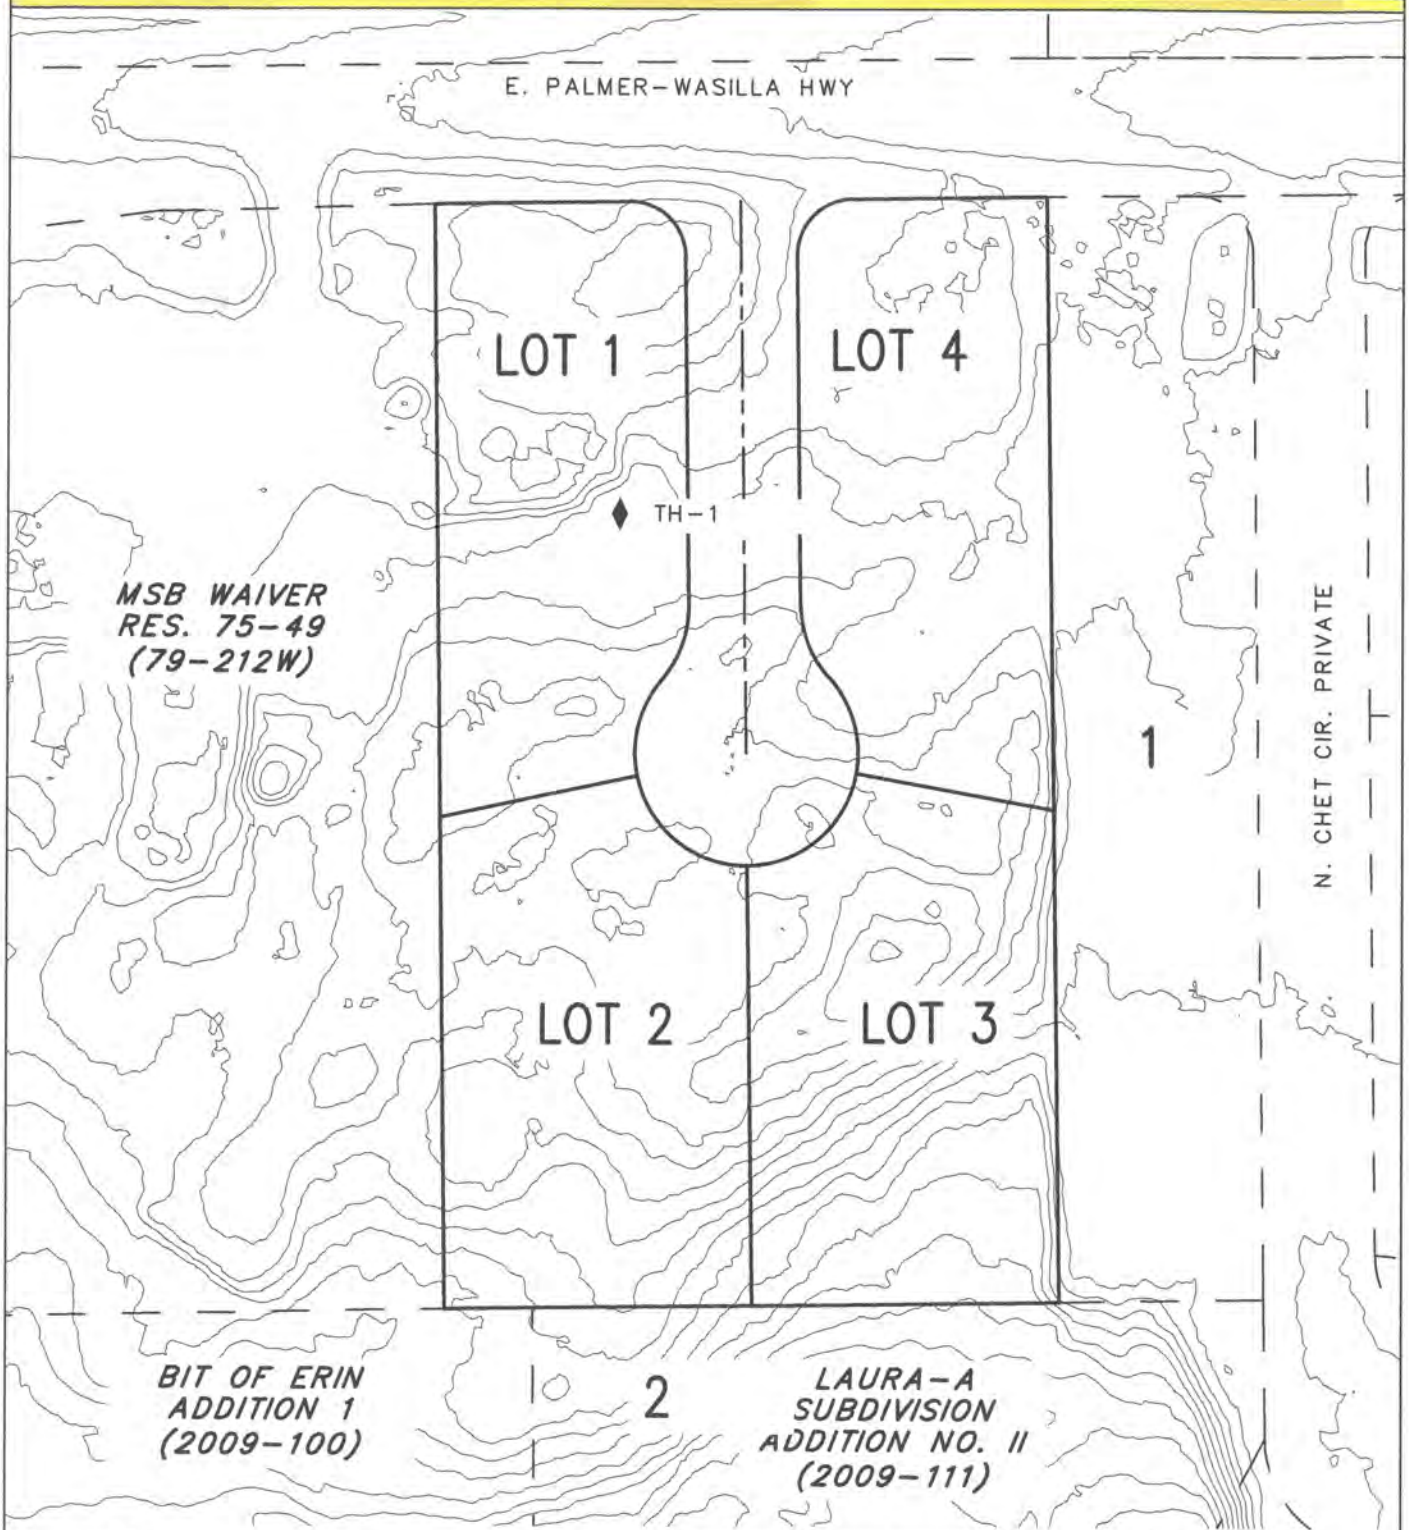 E. PALMER-WASILLA HWY
LOT 1
LOT 4
TH-1
MSB WAIVER
RES. 75-49
(79-212W)
N. CHET CIR. PRIVATE
1
LOT 2
LOT 3
BIT OF ERIN
ADDITION 1
(2009-100)
2
LAURA-A
SUBDIVISION
ADDITION NO. II
(2009-111)